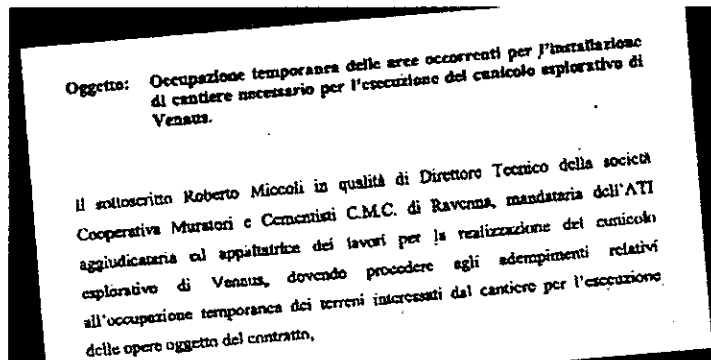 Oggetto: Occupazione temporanea delle aree occorrenti per l'installazione
di cantiere necessario per l'esecuzione del cunicolo esplorativo di
Venaus.
il sottoscritto Roberto Miccoli in qualità di Direttore Tecnico della società
Cooperativa Muratori e Cementisti C.M.C. di Ravenna, mandataria dell'ATI
aggiudicataria ed appaltatrice dei lavori per la realizzazione del cunicolo
esplorativo di Venaus, dovendo procedere agli adempimenti relativi
all'occupazione temporanea dei terreni interessati dal cantiere per l'esecuzione
delle opere oggetto del contratto,